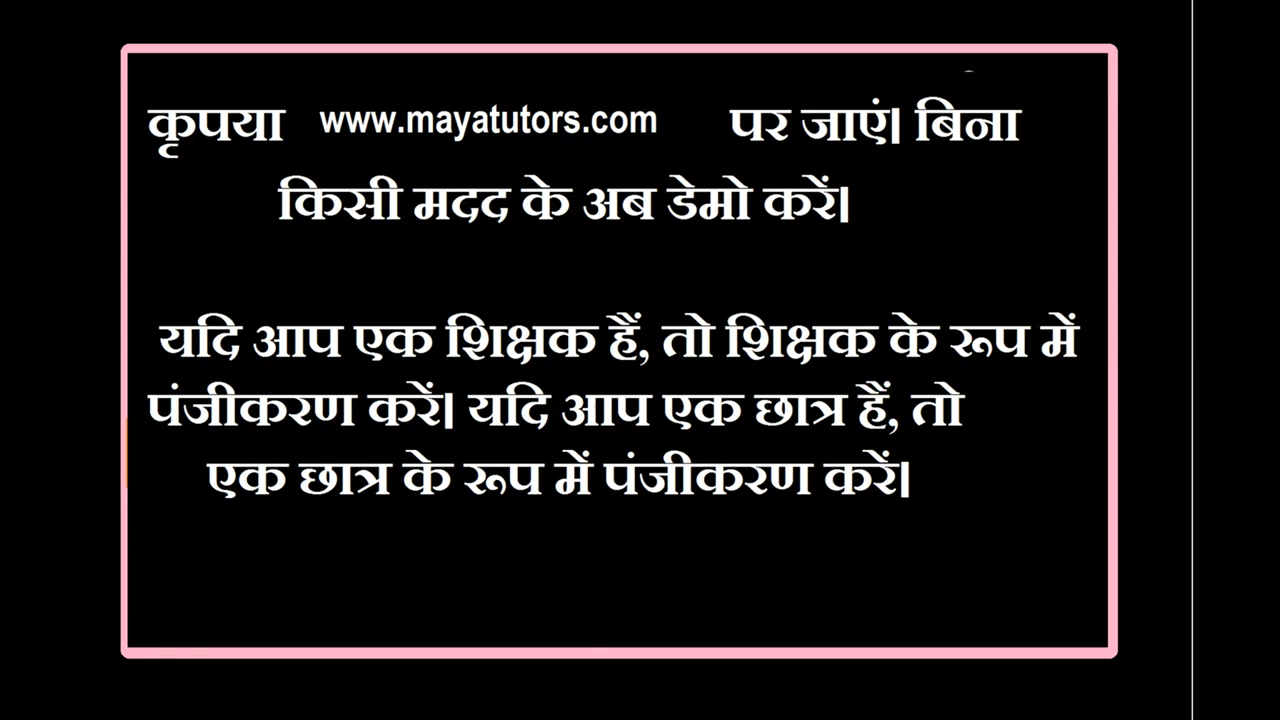 कृपया www.mayatutors.com पर जाएं। बिना
किसी मदद के अब डेमो करें।
यदि आप एक शिक्षक हैं, तो शिक्षक के रूप में
पंजीकरण करें। यदि आप एक छात्र हैं, तो
एक छात्र के रूप में पंजीकरण करें।